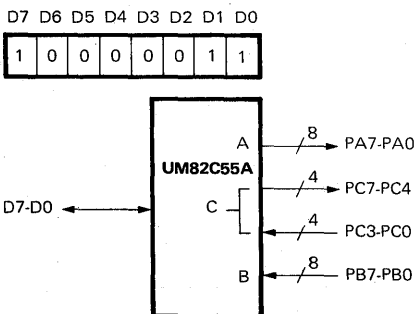 D7 D6 D5 D4 D3 D2 D1 D0
1 0 0 0 0 0 1 1
A 8 PA7-PA0
UM82C55A
4 PC7-PC4
D7-D0 C
4 PC3-PC0
B 8 PB7-PB0